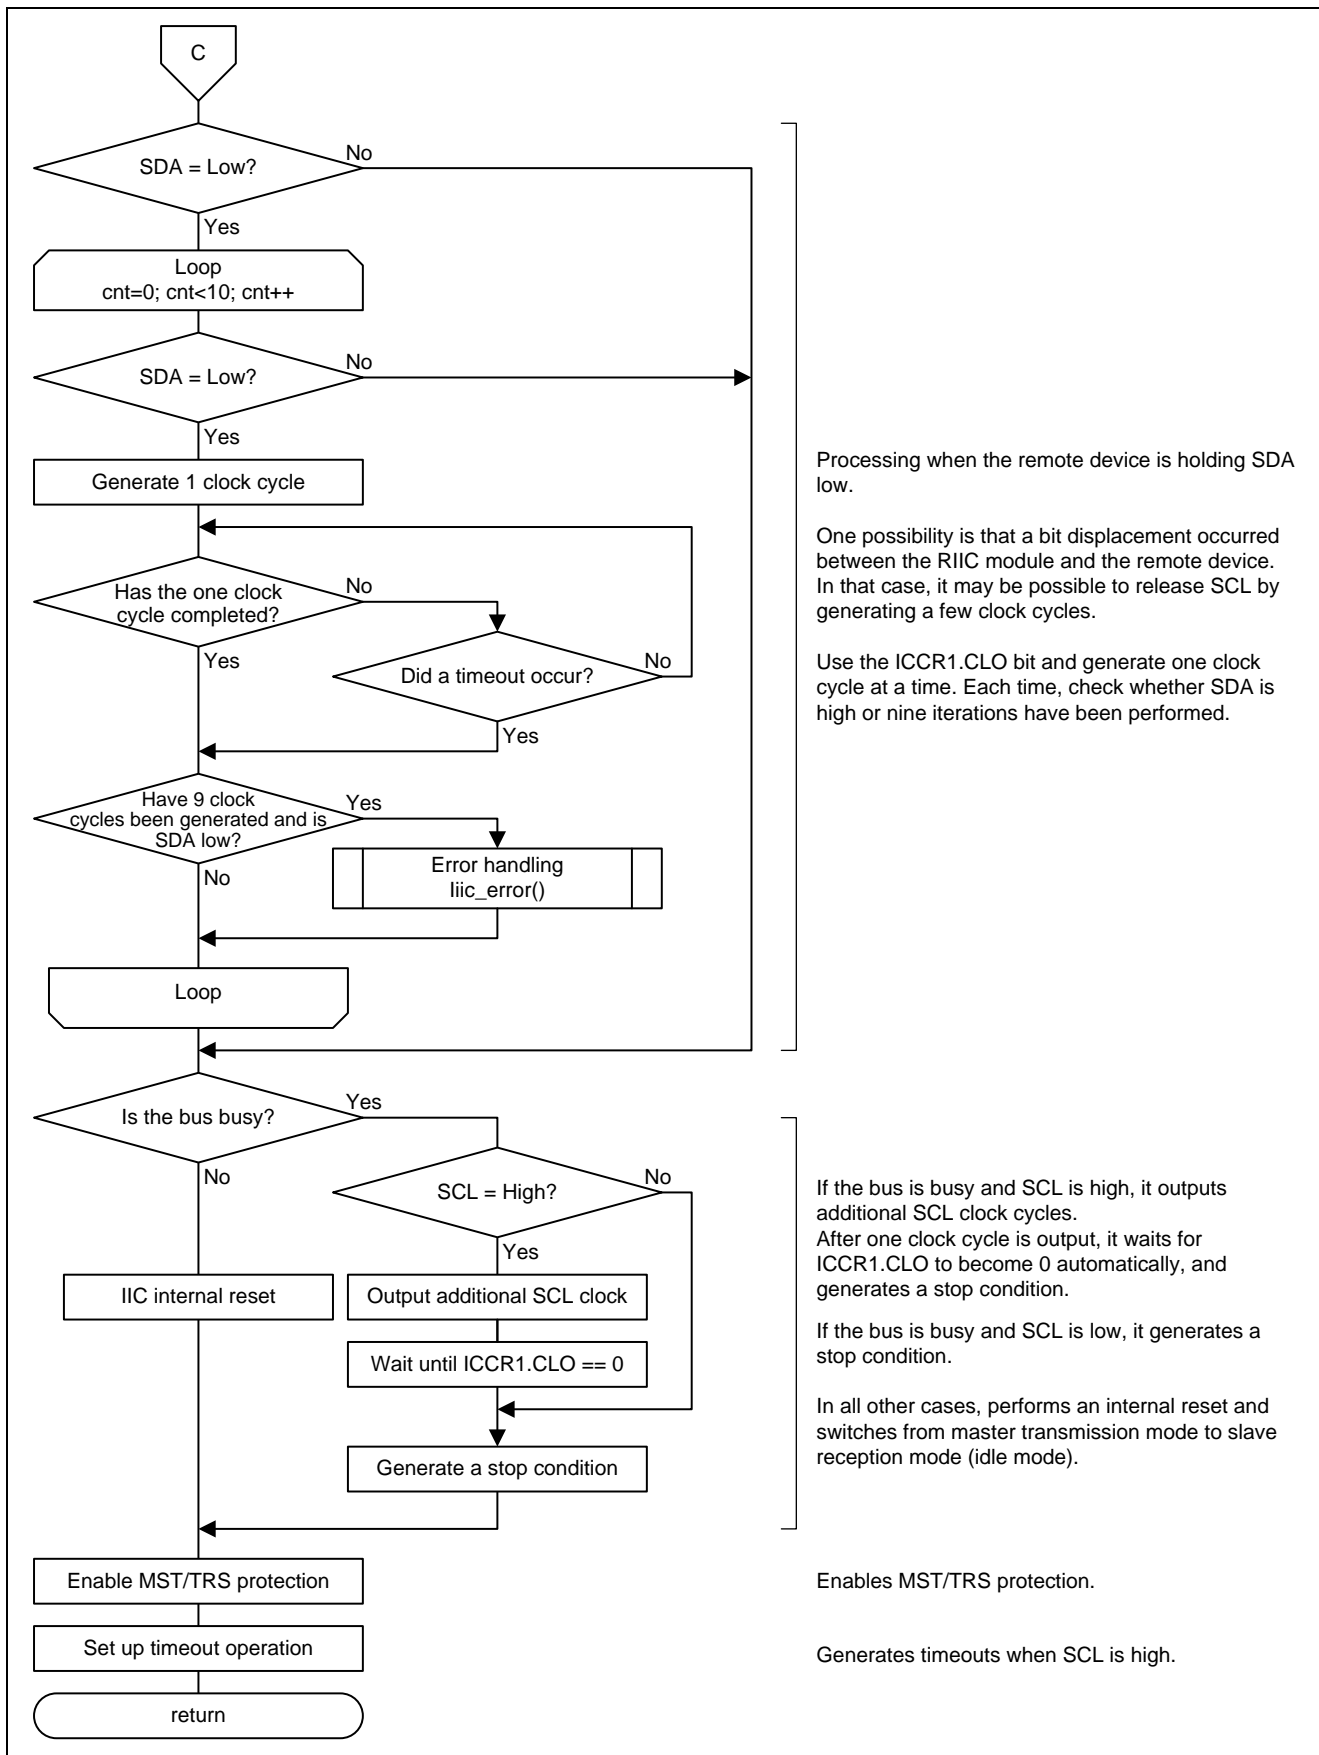 C
SDA = Low?
No
Yes
Loop
cnt=0; cnt<10; cnt++
SDA = Low?
No
Yes
Generate 1 clock cycle
Has the one clock
cycle completed?
No
Yes
Did a timeout occur?
No
Yes
Have 9 clock
cycles been generated and is
SDA low?
Yes
No
Error handling
Iiic_error()
Loop
Processing when the remote device is holding SDA
low.
One possibility is that a bit displacement occurred
between the RIIC module and the remote device.
In that case, it may be possible to release SCL by
generating a few clock cycles.
Use the ICCR1.CLO bit and generate one clock
cycle at a time. Each time, check whether SDA is
high or nine iterations have been performed.
Is the bus busy?
Yes
No
SCL = High?
No
Yes
IIC internal reset
Output additional SCL clock
Wait until ICCR1.CLO == 0
Generate a stop condition
If the bus is busy and SCL is high, it outputs
additional SCL clock cycles.
After one clock cycle is output, it waits for
ICCR1.CLO to become 0 automatically, and
generates a stop condition.
If the bus is busy and SCL is low, it generates a
stop condition.
In all other cases, performs an internal reset and
switches from master transmission mode to slave
reception mode (idle mode).
Enable MST/TRS protection
Enables MST/TRS protection.
Set up timeout operation
Generates timeouts when SCL is high.
return